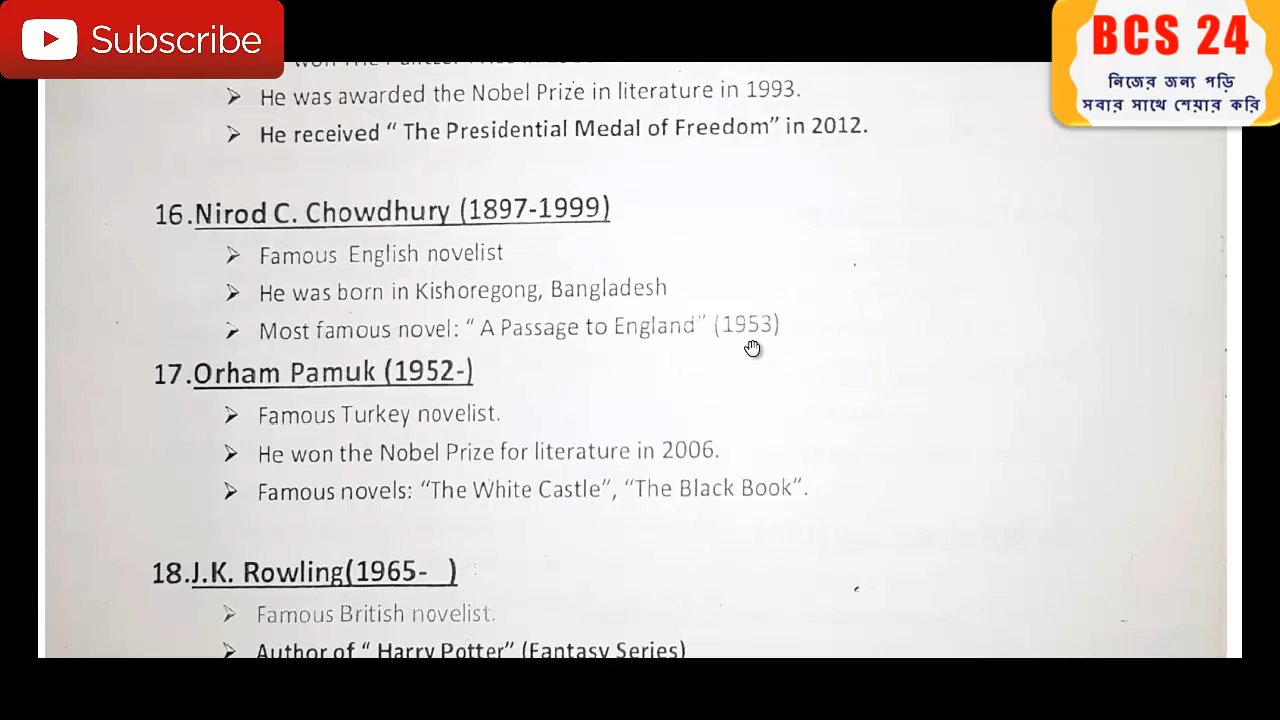 Subscribe
BCS 24
নিজের জন্য পড়ি
সবার সাথে শেয়ার করি
➤ He was awarded the Nobel Prize in literature in 1993.
➤ He received “ The Presidential Medal of Freedom” in 2012.
16.Nirod C. Chowdhury (1897-1999)
➤ Famous English novelist
➤ He was born in Kishoregong, Bangladesh
➤ Most famous novel: “ A Passage to England” (1953)
17.Orham Pamuk (1952-)
➤ Famous Turkey novelist.
➤ He won the Nobel Prize for literature in 2006.
➤ Famous novels: “The White Castle”, “The Black Book”.
18.J.K. Rowling(1965- )
➤ Famous British novelist.
➤ Author of “ Harry Potter” (Fantasy Series)